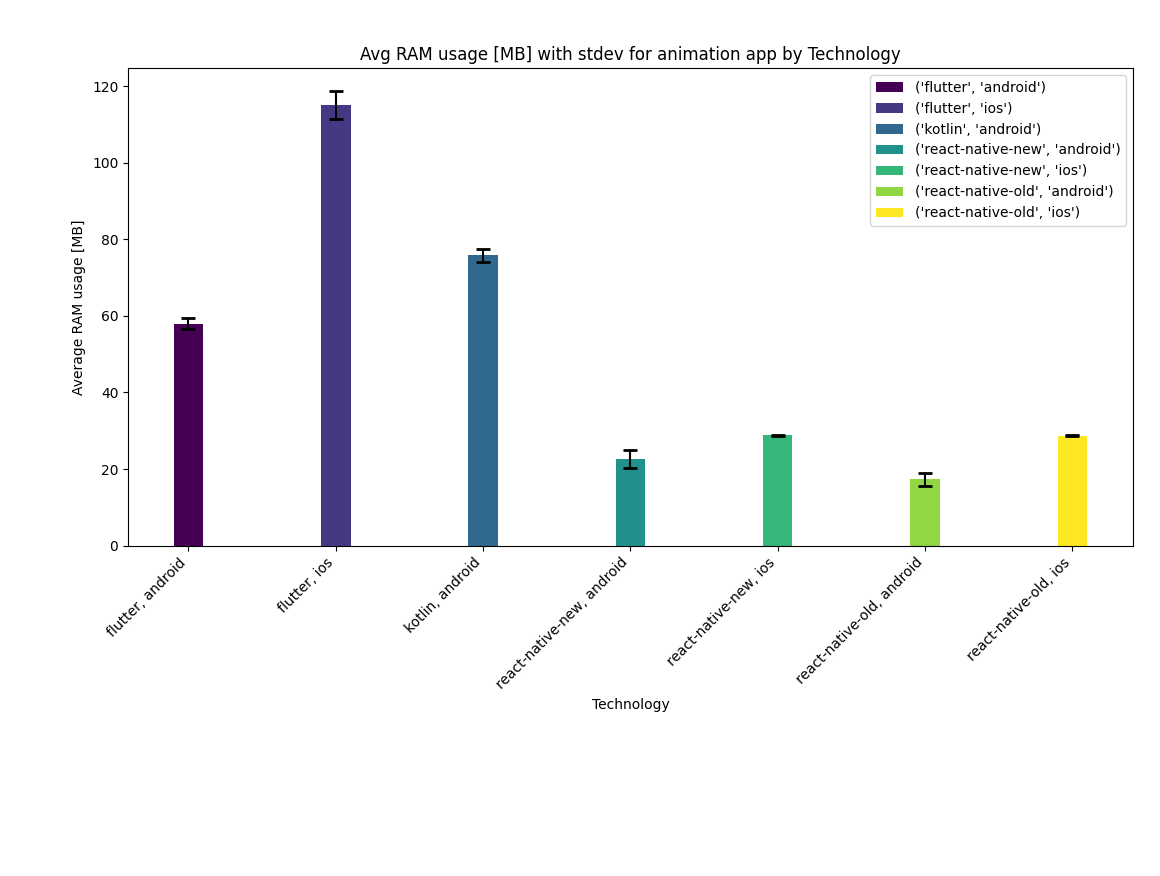 Avg RAM usage [MB] with stdev for animation app by Technology
('flutter', 'android')
('flutter', 'ios')
('kotlin', 'android')
('react-native-new', 'android')
('react-native-new', 'ios')
('react-native-old', 'android')
('react-native-old', 'ios')
Average RAM usage [MB]
120
100
80
60
40
20
0
flutter, android
flutter, ios
kotlin, android
react-native-new, android
react-native-new, ios
react-native-old, android
react-native-old, ios
Technology